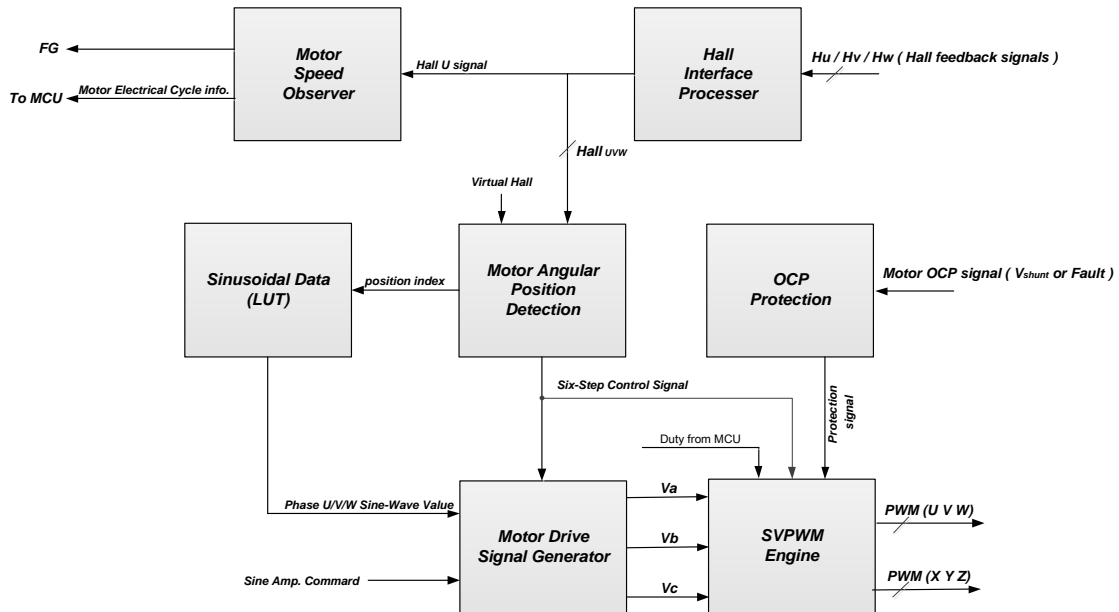 FG
To MCU
Motor Electrical Cycle info.
Motor
Speed
Observer
Hall U signal
Hall
Interface
Processer
Hu / Hv / Hw ( Hall feedback signals )
Hall UVW
Virtual Hall
Sinusoidal Data
(LUT)
position index
Motor Angular
Position
Detection
OCP
Protection
Motor OCP signal ( Vshunt or Fault )
Six-Step Control Signal
Protection
signal
Duty from MCU
Phase U/V/W Sine-Wave Value
Sine Amp. Commard
Motor Drive
Signal Generator
Va
Vb
Vc
SVPWM
Engine
PWM (U V W)
PWM (X Y Z)